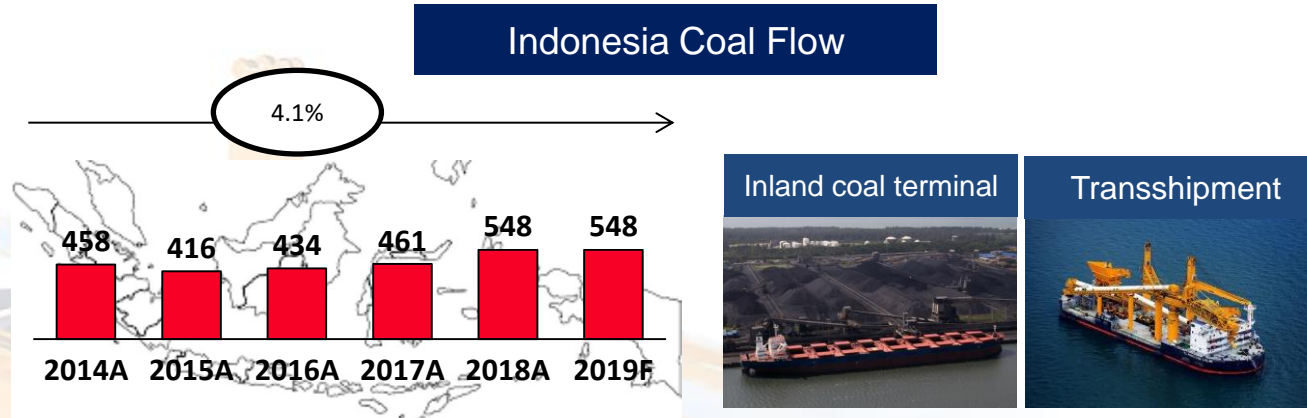 Indonesia Coal Flow
4.1%
458 416 434 461 548 548
2014A 2015A 2016A 2017A 2018A 2019F
Inland coal terminal
Transshipment